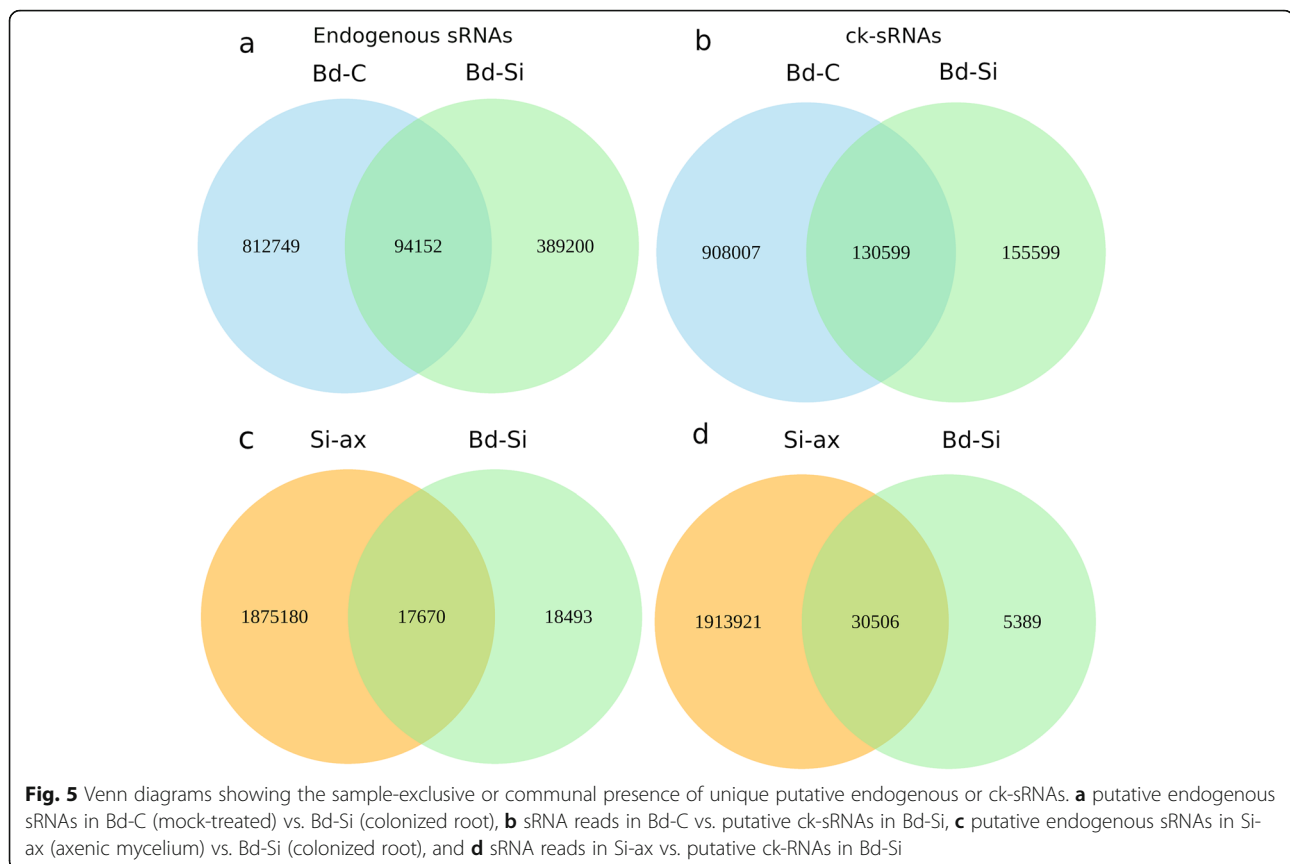 a
Endogenous sRNAs
b
ck-sRNAs
Bd-C
Bd-Si
Bd-C
Bd-Si
812749
94152
389200
908007
130599
155599
c
Si-ax
Bd-Si
d
Si-ax
Bd-Si
1875180
17670
18493
1913921
30506
5389
Fig. 5 Venn diagrams showing the sample-exclusive or communal presence of unique putative endogenous or ck-sRNAs. a putative endogenous
sRNAs in Bd-C (mock-treated) vs. Bd-Si (colonized root), b sRNA reads in Bd-C vs. putative ck-sRNAs in Bd-Si, c putative endogenous sRNAs in Si-
ax (axenic mycelium) vs. Bd-Si (colonized root), and d sRNA reads in Si-ax vs. putative ck-RNAs in Bd-Si